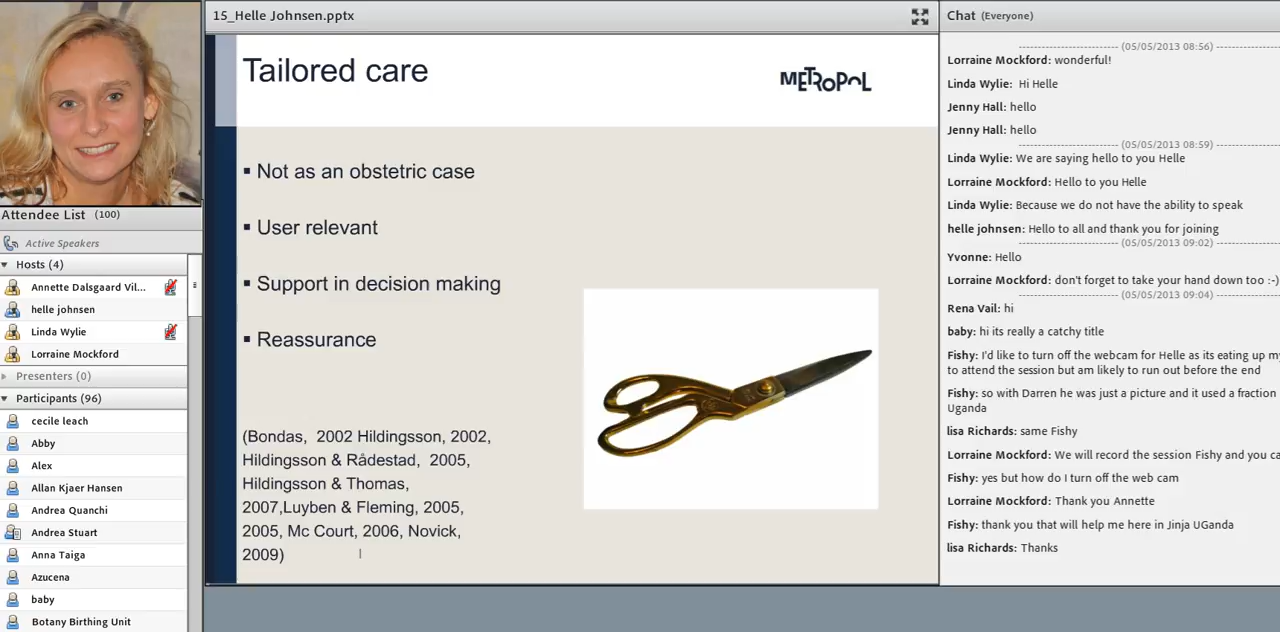 15_Helle Johnsen.pptx
Tailored care
METROPOL
▪ Not as an obstetric case
▪ User relevant
▪ Support in decision making
▪ Reassurance
(Bondas,  2002 Hildingsson, 2002,
Hildingsson & Rådestad,  2005,
Hildingsson & Thomas,
2007,Luyben & Fleming, 2005,
2005, Mc Court, 2006, Novick,
2009)
Attendee List (100)
Active Speakers
Hosts (4)
Annette Dalsgaard Vil...
helle johnsen
Linda Wylie
Lorraine Mockford
Presenters (0)
Participants (96)
cecile leach
Abby
Alex
Allan Kjaer Hansen
Andrea Quanchi
Andrea Stuart
Anna Taiga
Azucena
baby
Botany Birthing Unit
Chat (Everyone)
(05/05/2013 08:56)
Lorraine Mockford: wonderful!
Linda Wylie: Hi Helle
Jenny Hall: hello
Jenny Hall: hello
(05/05/2013 08:59)
Linda Wylie: We are saying hello to you Helle
Lorraine Mockford: Hello to you Helle
Linda Wylie: Because we do not have the ability to speak
helle johnsen: Hello to all and thank you for joining
(05/05/2013 09:02)
Yvonne: Hello
Lorraine Mockford: don't forget to take your hand down too :-)
(05/05/2013 09:04)
Rena Vail: hi
baby: hi its really a catchy title
Fishy: I'd like to turn off the webcam for Helle as its eating up my
to attend the session but am likely to run out before the end
Fishy: so with Darren he was just a picture and it used a fraction
Uganda
lisa Richards: same Fishy
Lorraine Mockford: We will record the session Fishy and you ca
Fishy: yes but how do I turn off the web cam
Lorraine Mockford: Thank you Annette
Fishy: thank you that will help me here in Jinja UGanda
lisa Richards: Thanks